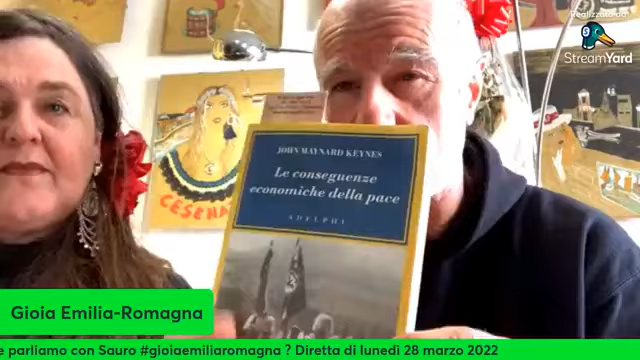 Realizzato da
StreamYard
JOHN MAYNARD KEYNES
Le conseguenze
economiche della pace
ADELPHI
CESENA
Gioia Emilia-Romagna
e parliamo con Sauro #gioiaemiliaromagna ? Diretta di lunedì 28 marzo 2022